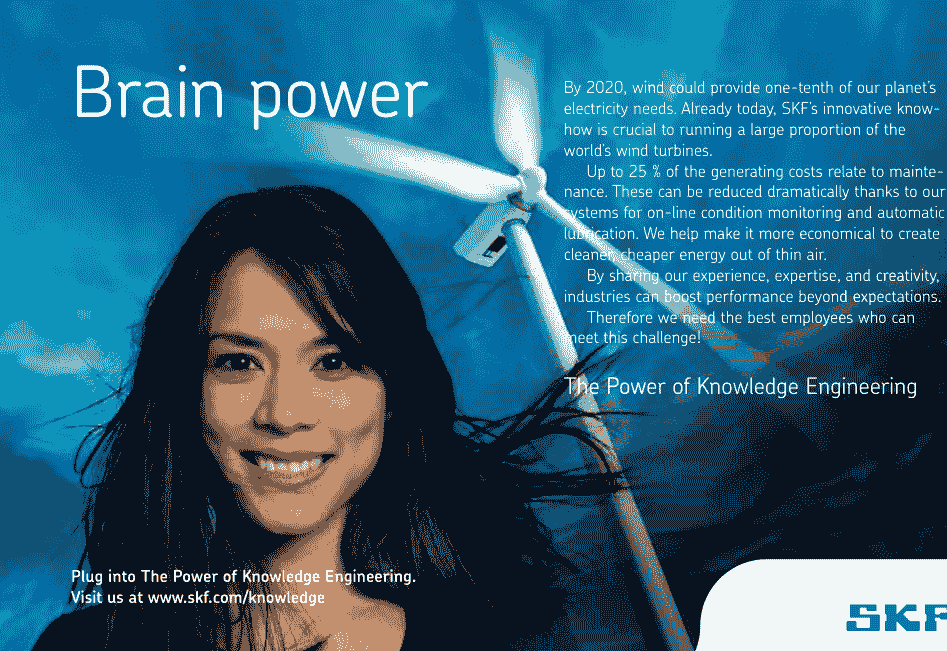 Brain power
By 2020, wind could provide one-tenth of our planet's
electricity needs. Already today, SKF's innovative know-
how is crucial to running a large proportion of the
world's wind turbines.
Up to 25 % of the generating costs relate to mainte-
nance. These can be reduced dramatically thanks to our
systems for on-line condition monitoring and automatic
lubrication. We help make it more economical to create
cleaner, cheaper energy out of thin air.
By sharing our experience, expertise, and creativity,
industries can boost performance beyond expectations.
Therefore we need the best employees who can
meet this challenge!
The Power of Knowledge Engineering
Plug into The Power of Knowledge Engineering.
Visit us at www.skf.com/knowledge
SKF